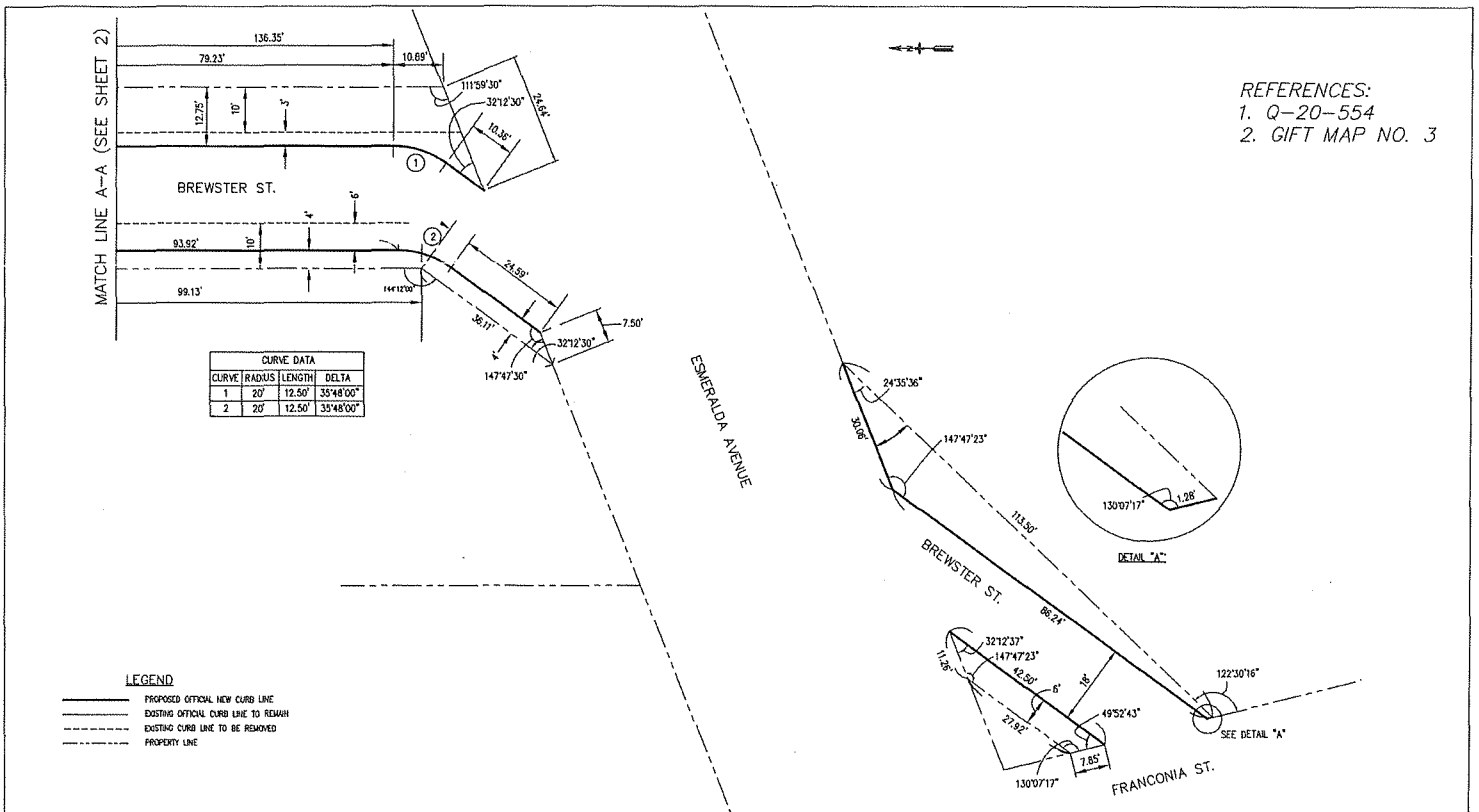 136.35'
79.23'
10.89'
MATCH LINE A-A (SEE SHEET 2)
12.75'
10'
3'
111°59'30"
32°12'30"
24.64'
10.36'
1
BREWSTER ST.
6'
4'
10'
93.92'
2
99.13'
144°12'00"
24.59'
36.11'
4'
7.50'
32°12'30"
147°47'30"
CURVE DATA
CURVE RADIUS LENGTH DELTA
1 20' 12.50' 35°48'00"
2 20' 12.50' 35°48'00"
REFERENCES:
1. Q-20-554
2. GIFT MAP NO. 3
ESMERALDA AVENUE
24°35'36"
30.06'
147°47'23"
113.50'
BREWSTER ST.
86.24'
130°07'17"
1.28'
DETAIL "A"
32°12'37"
147°47'23"
11.26'
42.50'
6'
18'
27.92'
49°52'43"
7.85'
130°07'17"
122°30'16"
SEE DETAIL "A"
FRANCONIA ST.
LEGEND
PROPOSED OFFICIAL NEW CURB LINE
EXISTING OFFICIAL CURB LINE TO REMAIN
EXISTING CURB LINE TO BE REMOVED
PROPERTY LINE